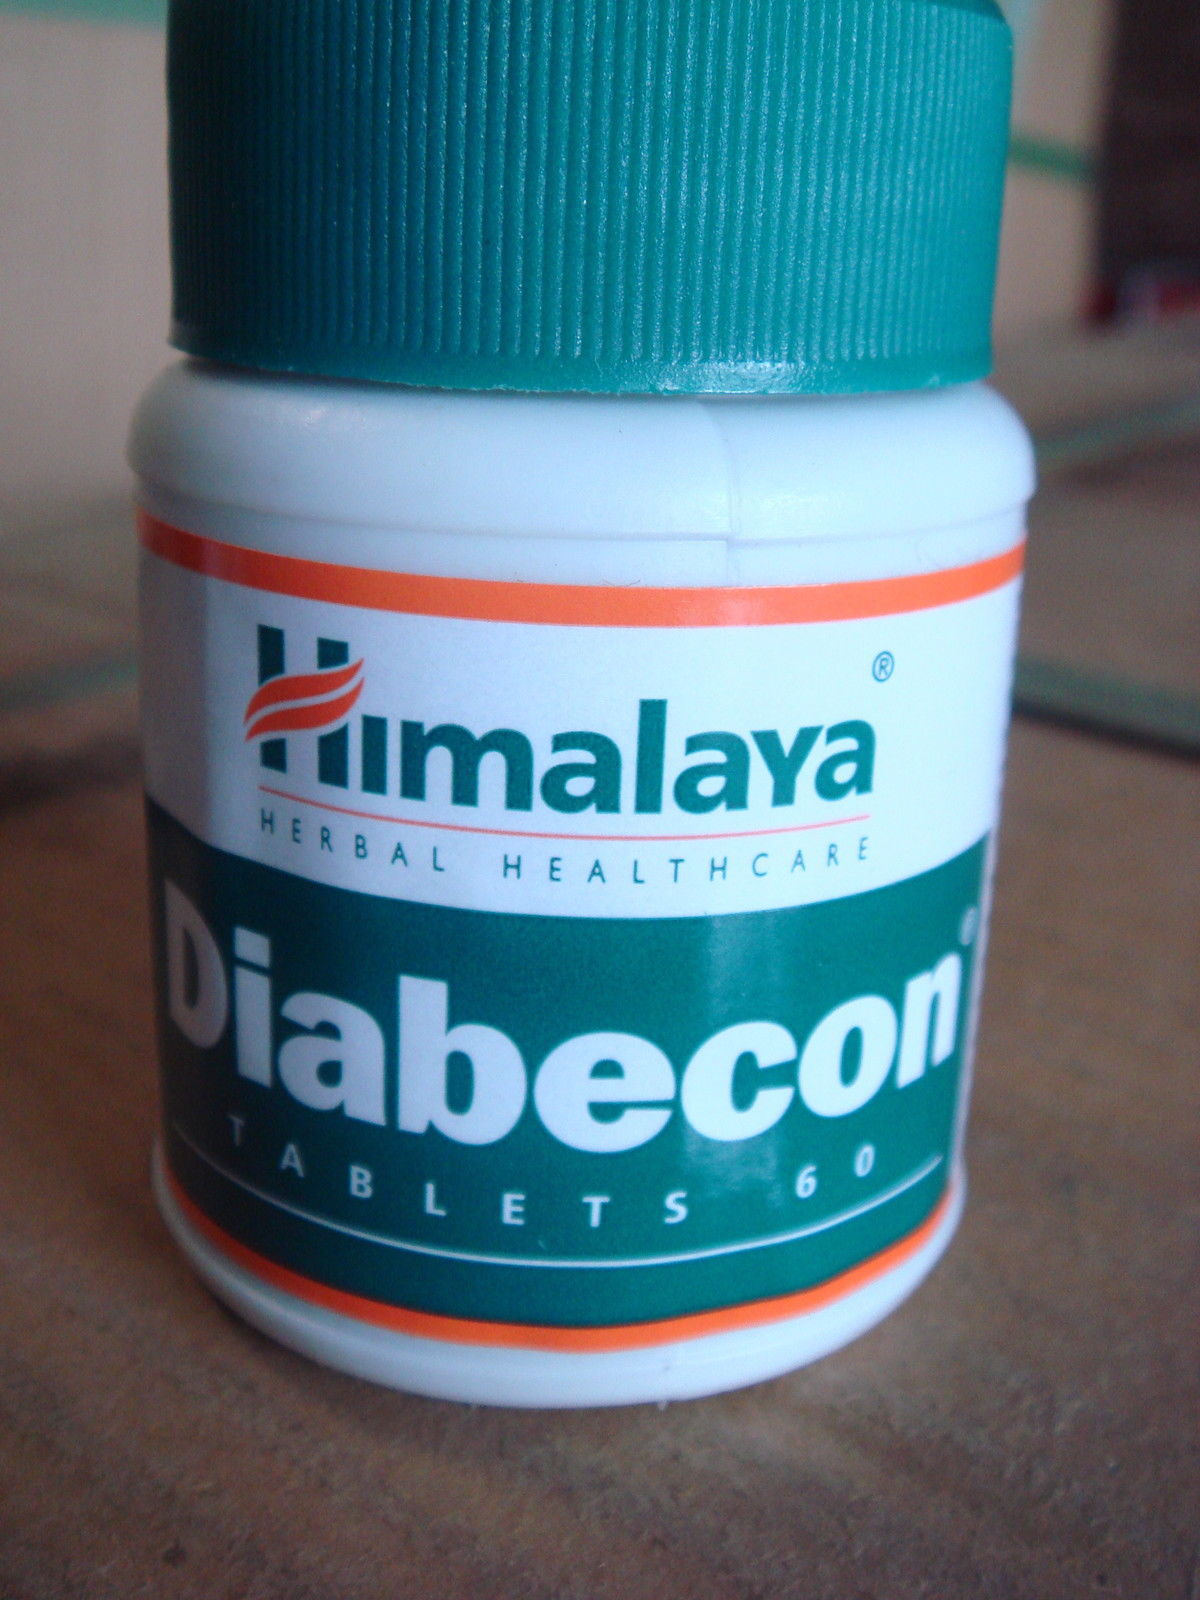 Himalaya ®
HERBAL HEALTHCARE
Diabecon ®
TABLETS 60